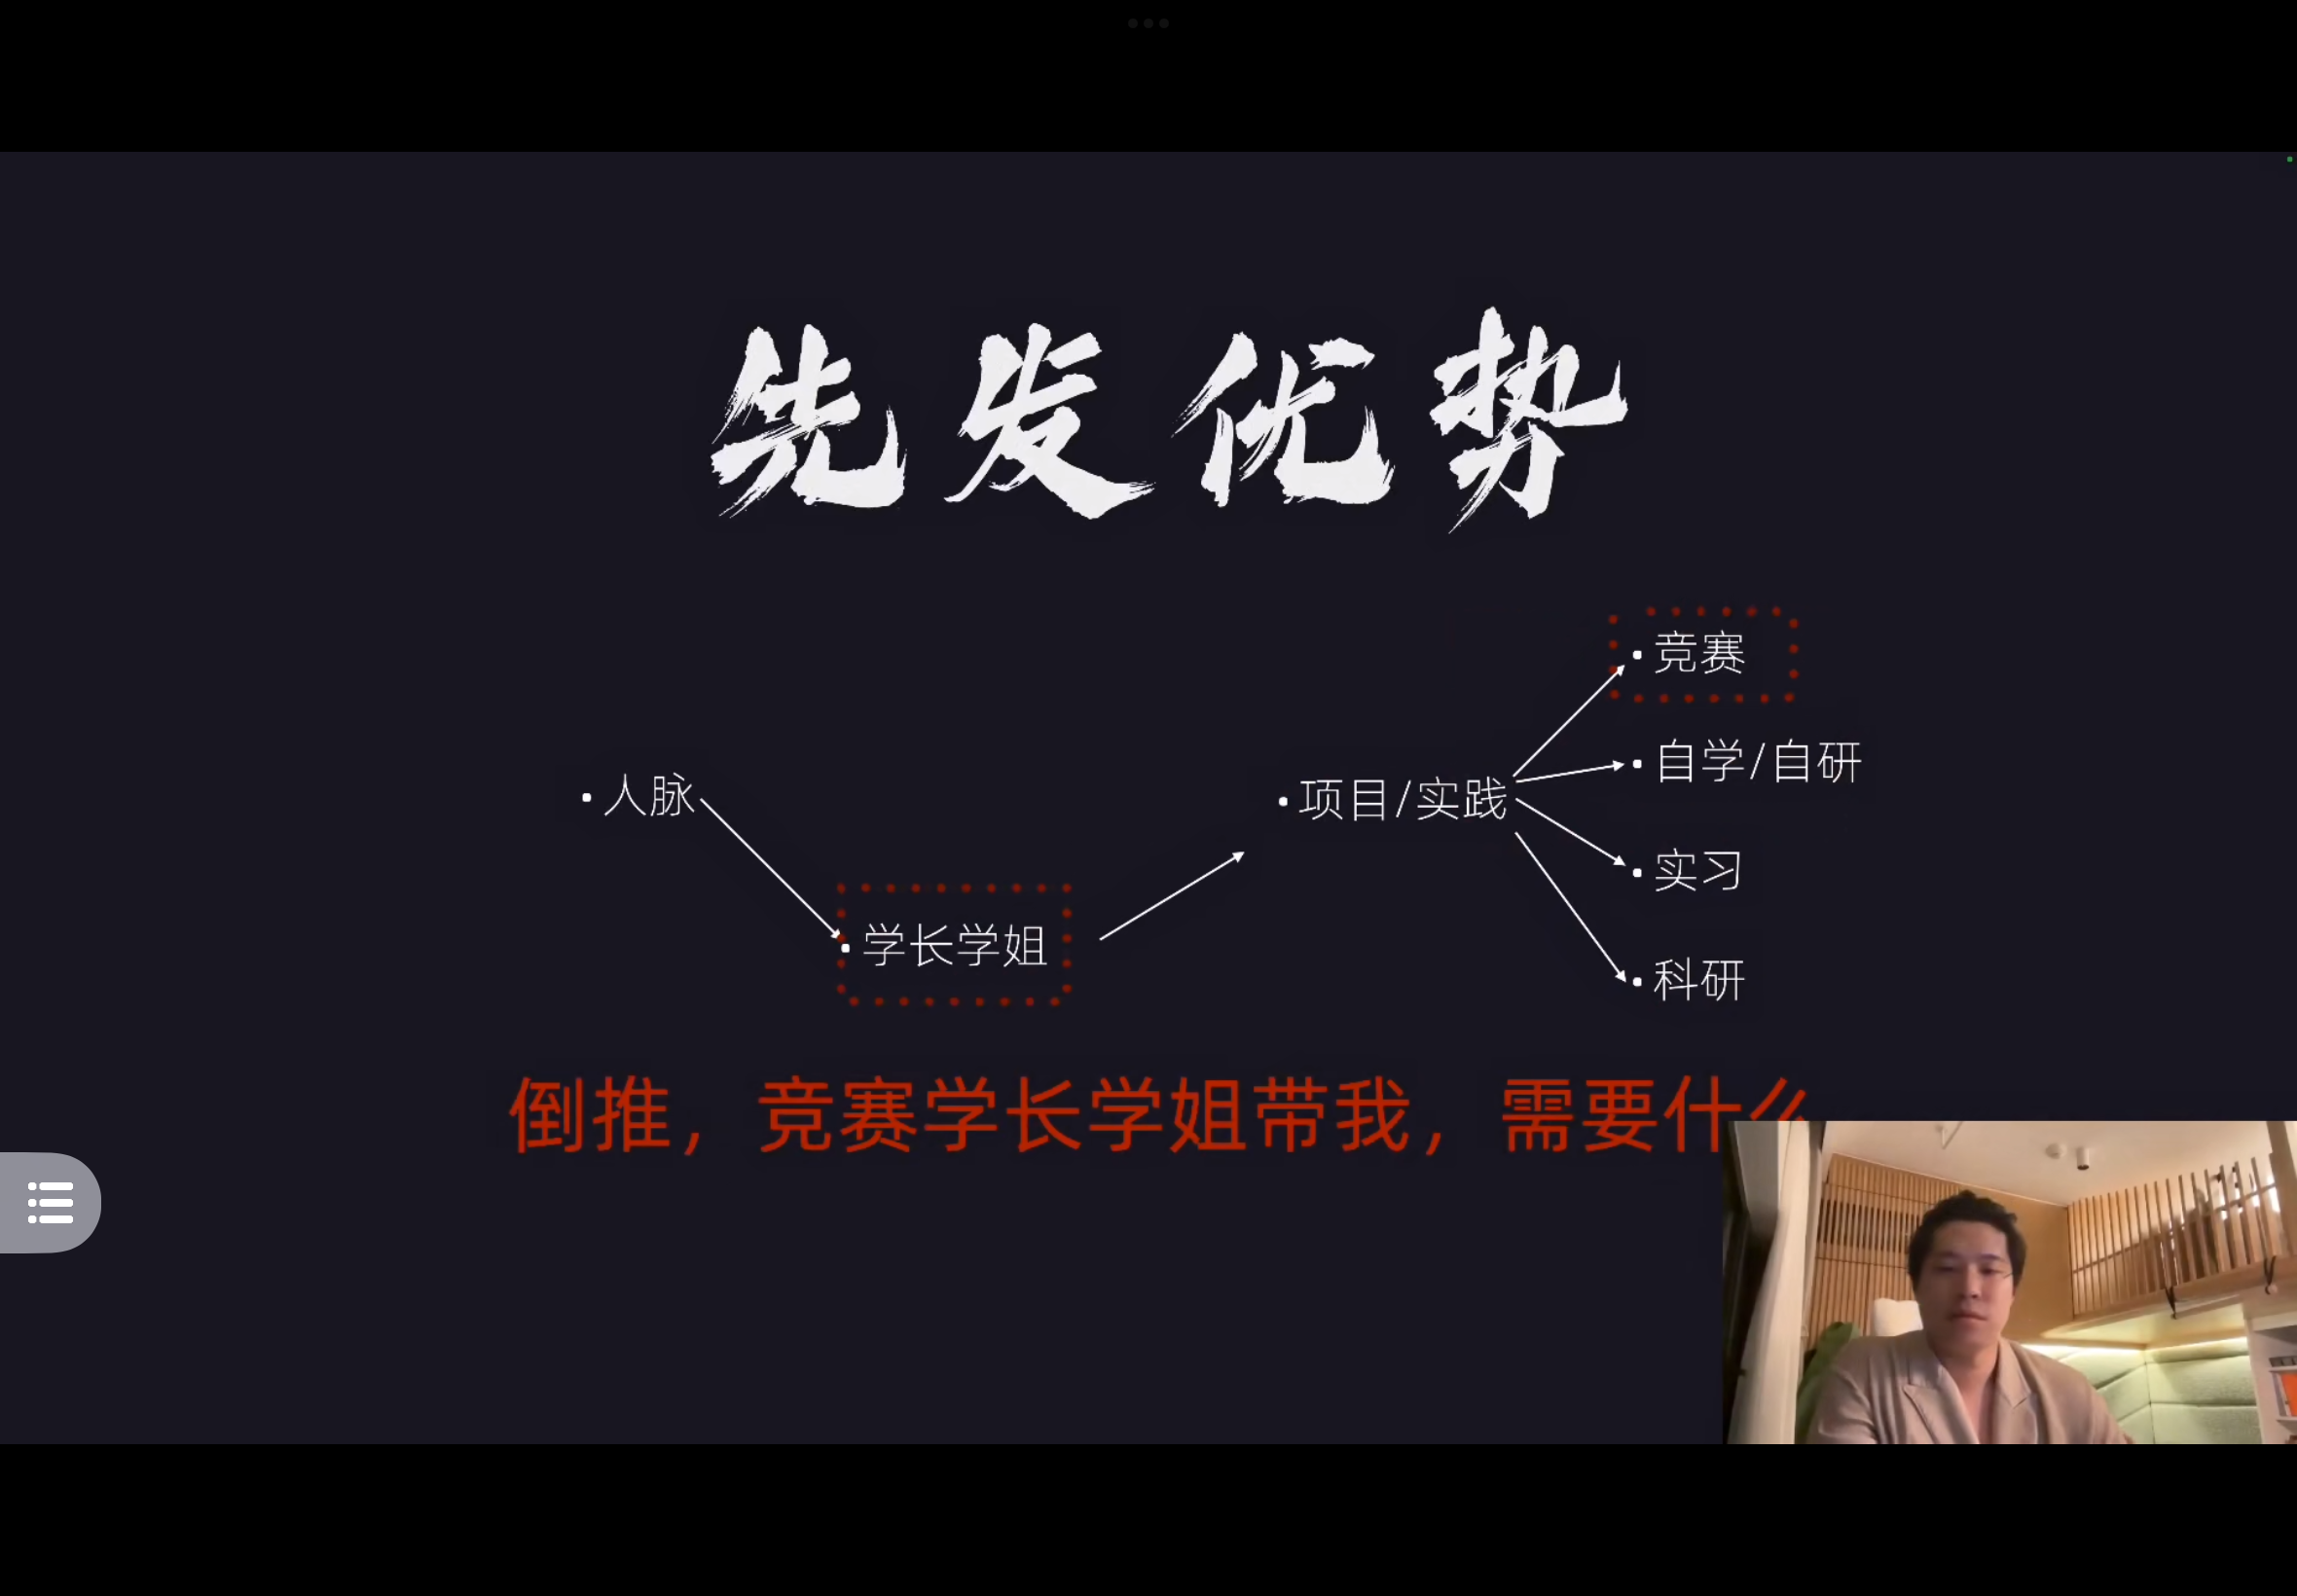 先发优势
• 竞赛
• 自学/自研
• 人脉
• 项目/实践
• 实习
• 学长学姐
• 科研
倒推，竞赛学长学姐带我，需要什么